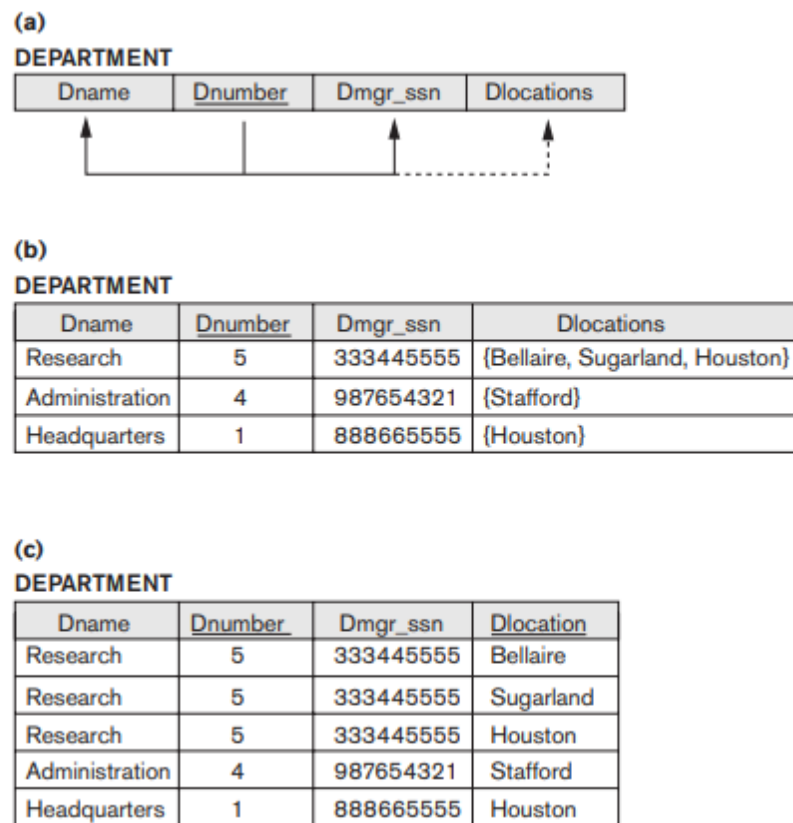 (a)
DEPARTMENT
Dname Dnumber Dmgr_ssn Dlocations
(b)
DEPARTMENT
Dname Dnumber Dmgr_ssn Dlocations
Research 5 333445555 {Bellaire, Sugarland, Houston}
Administration 4 987654321 {Stafford}
Headquarters 1 888665555 {Houston}
(c)
DEPARTMENT
Dname Dnumber Dmgr_ssn Dlocation
Research 5 333445555 Bellaire
Research 5 333445555 Sugarland
Research 5 333445555 Houston
Administration 4 987654321 Stafford
Headquarters 1 888665555 Houston